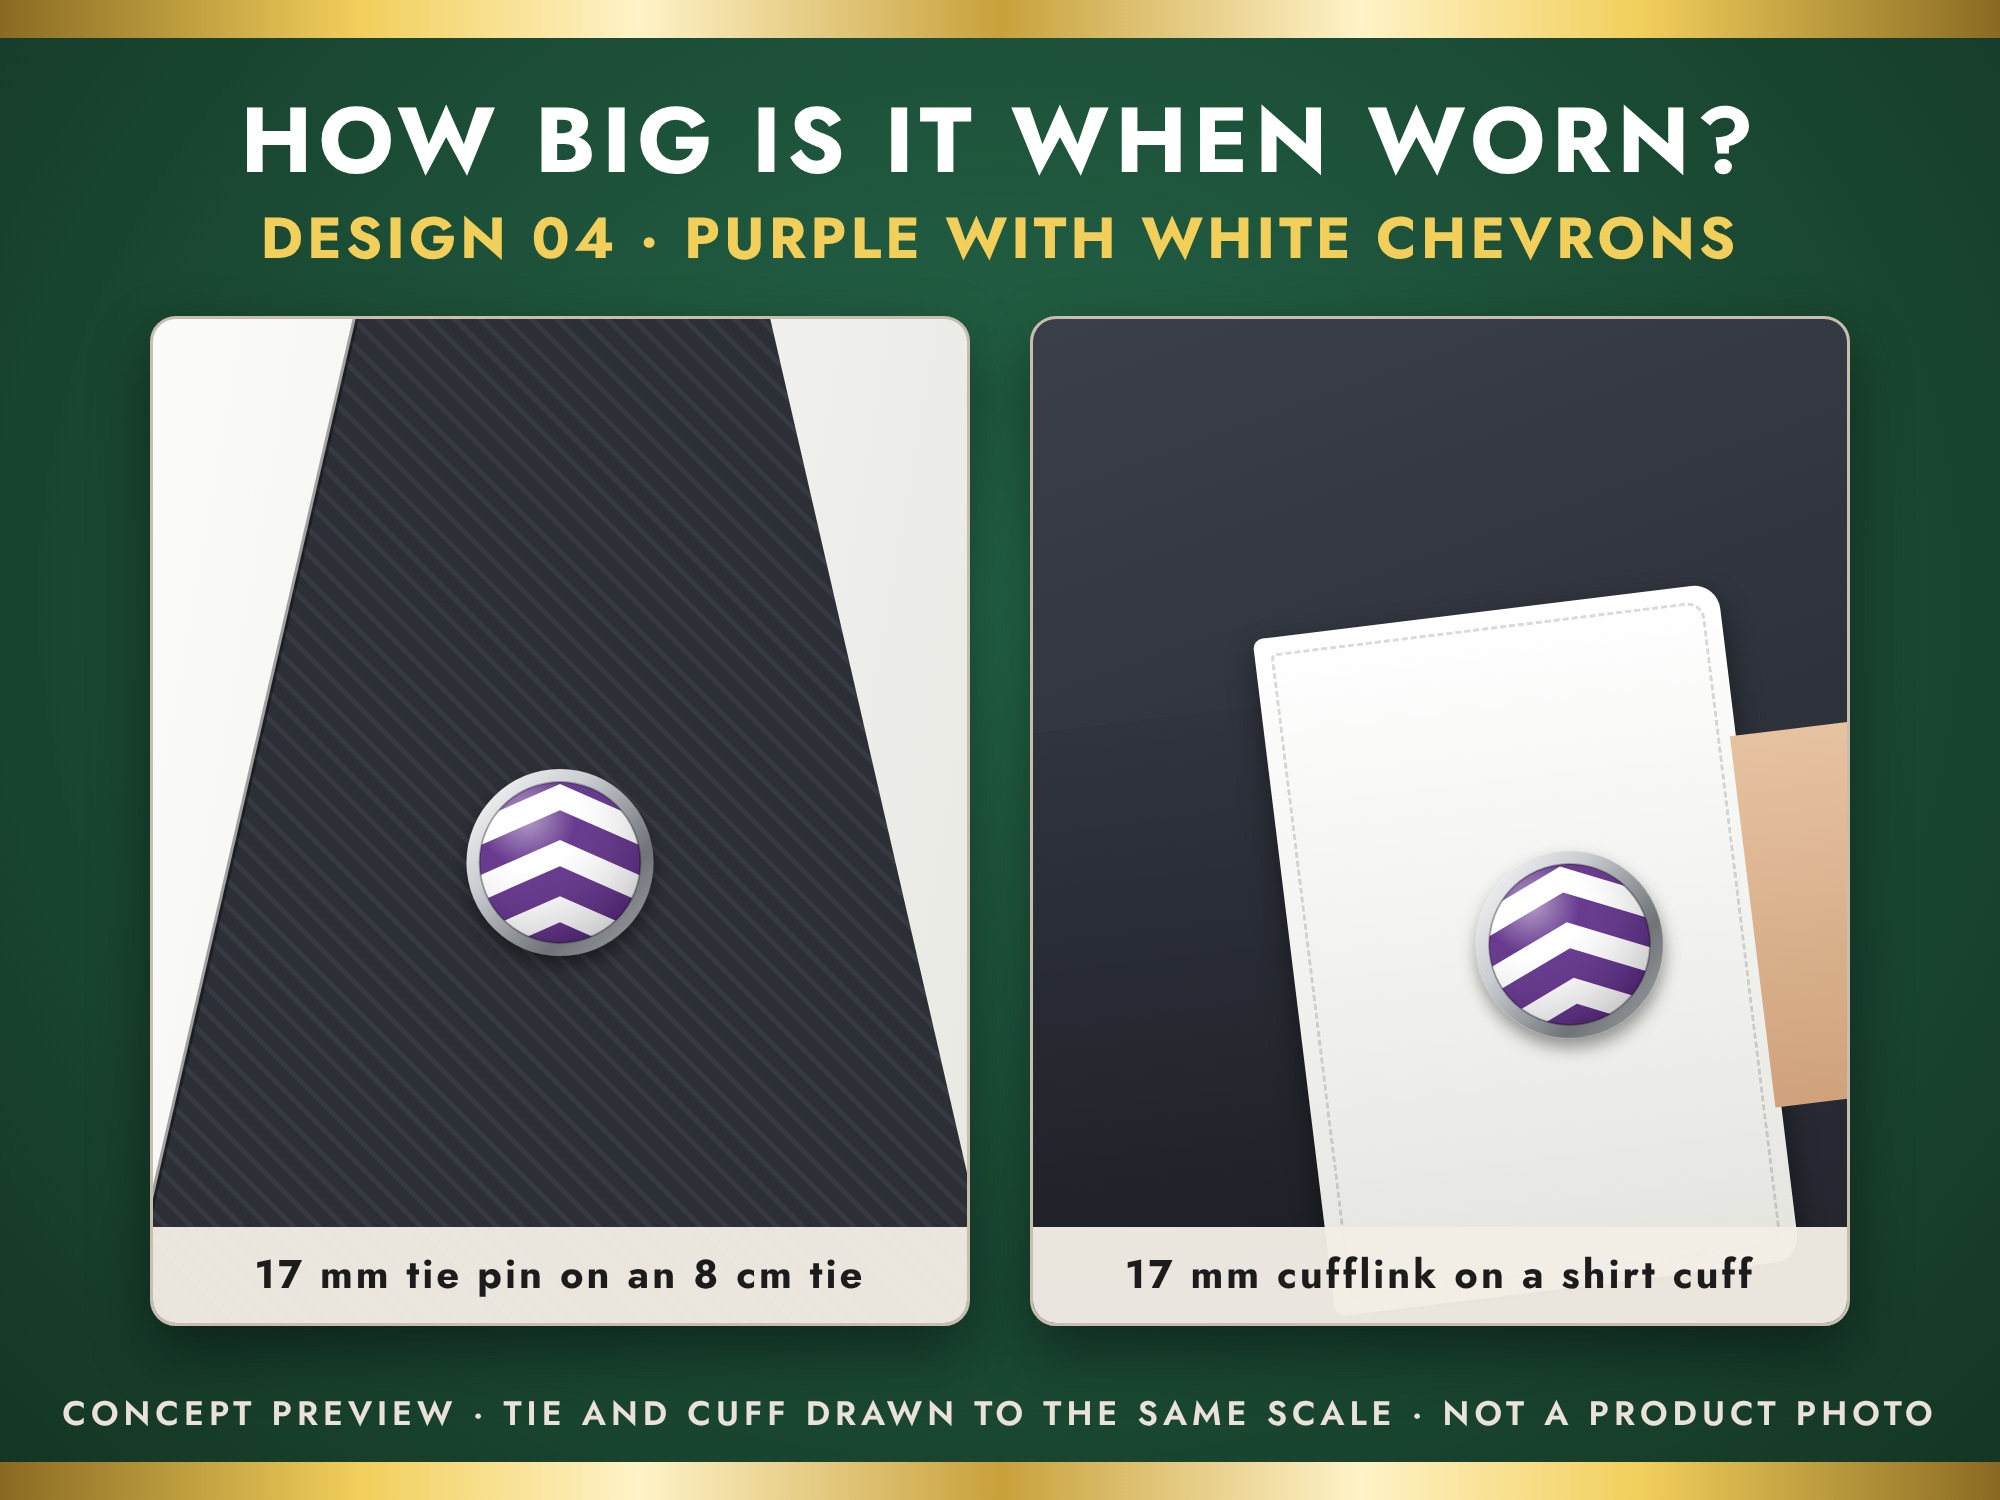 HOW BIG IS IT WHEN WORN?
DESIGN 04 · PURPLE WITH WHITE CHEVRONS
17 mm tie pin on an 8 cm tie
17 mm cufflink on a shirt cuff
CONCEPT PREVIEW · TIE AND CUFF DRAWN TO THE SAME SCALE · NOT A PRODUCT PHOTO